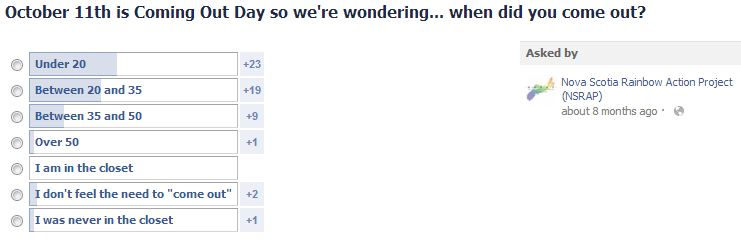 October 11th is Coming Out Day so we're wondering... when did you come out?
Under 20 +23
Between 20 and 35 +19
Between 35 and 50 +9
Over 50 +1
I am in the closet
I don't feel the need to "come out" +2
I was never in the closet +1
Asked by
Nova Scotia Rainbow Action Project
(NSRAP)
about 8 months ago ·